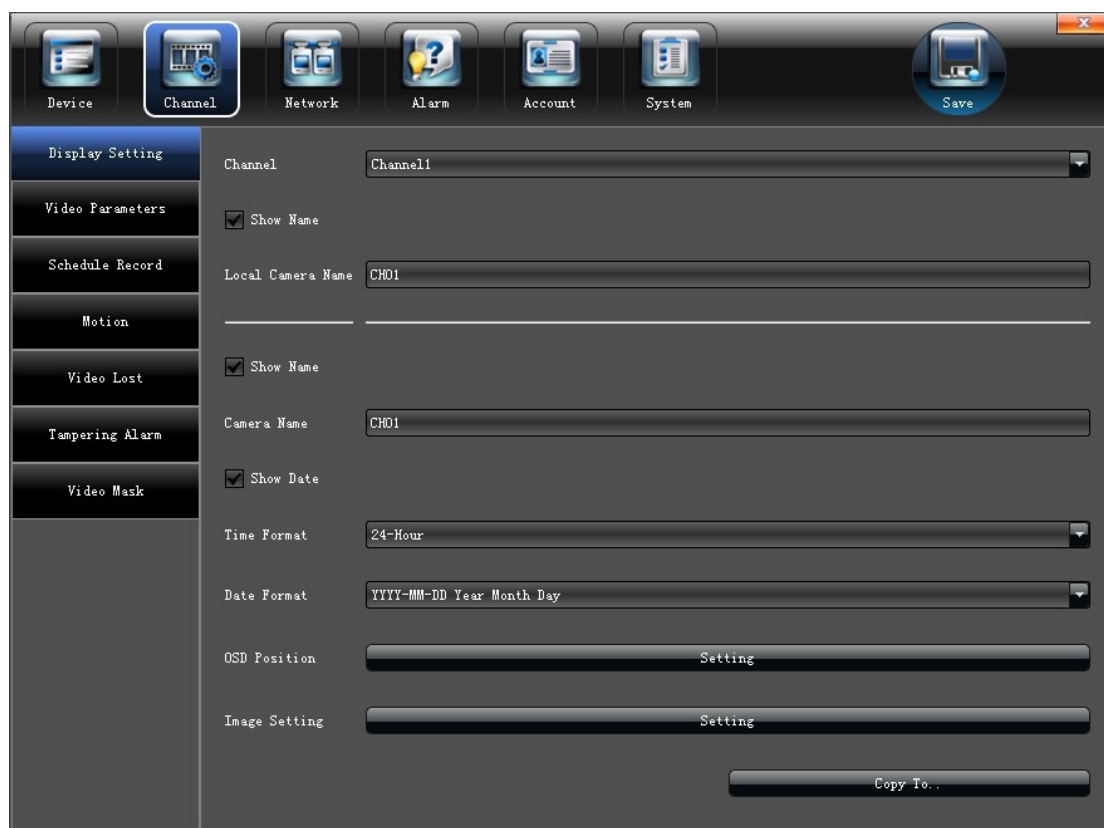 Device
Channel
Network
Alarm
Account
System
Save
Display Setting
Video Parameters
Schedule Record
Motion
Video Lost
Tampering Alarm
Video Mask
Channel Channel1
Show Name
Local Camera Name CH01
Show Name
Camera Name CH01
Show Date
Time Format 24-Hour
Date Format YYYY-MM-DD Year Month Day
OSD Position Setting
Image Setting Setting
Copy To..